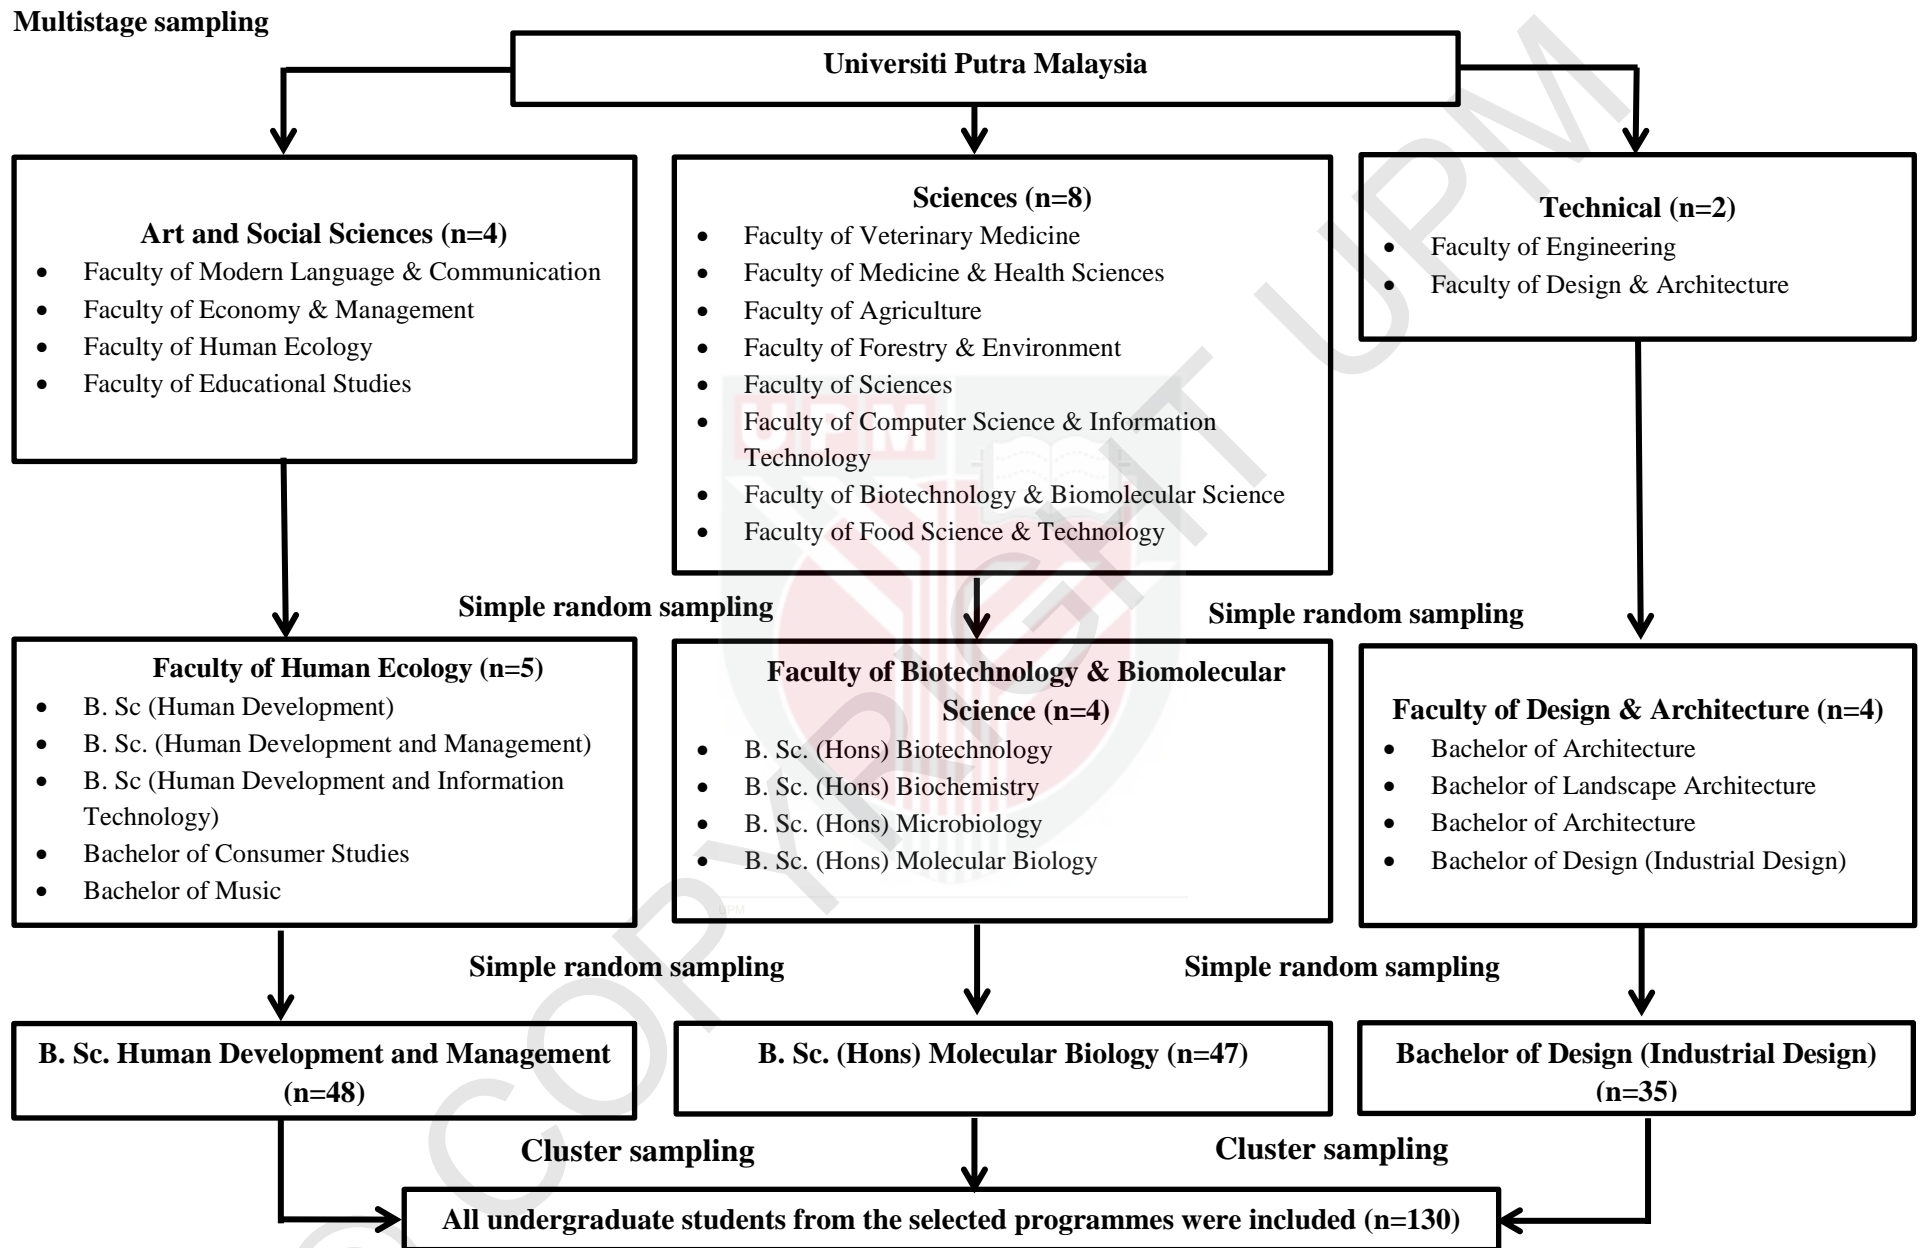 Multistage sampling
Universiti Putra Malaysia
Art and Social Sciences (n=4)
• Faculty of Modern Language & Communication
• Faculty of Economy & Management
• Faculty of Human Ecology
• Faculty of Educational Studies
Sciences (n=8)
• Faculty of Veterinary Medicine
• Faculty of Medicine & Health Sciences
• Faculty of Agriculture
• Faculty of Forestry & Environment
• Faculty of Sciences
• Faculty of Computer Science & Information
Technology
• Faculty of Biotechnology & Biomolecular Science
• Faculty of Food Science & Technology
Technical (n=2)
• Faculty of Engineering
• Faculty of Design & Architecture
Simple random sampling
Simple random sampling
Faculty of Human Ecology (n=5)
• B. Sc (Human Development)
• B. Sc. (Human Development and Management)
• B. Sc (Human Development and Information
Technology)
• Bachelor of Consumer Studies
• Bachelor of Music
Faculty of Biotechnology & Biomolecular
Science (n=4)
• B. Sc. (Hons) Biotechnology
• B. Sc. (Hons) Biochemistry
• B. Sc. (Hons) Microbiology
• B. Sc. (Hons) Molecular Biology
Faculty of Design & Architecture (n=4)
• Bachelor of Architecture
• Bachelor of Landscape Architecture
• Bachelor of Architecture
• Bachelor of Design (Industrial Design)
Simple random sampling
Simple random sampling
B. Sc. Human Development and Management
(n=48)
B. Sc. (Hons) Molecular Biology (n=47)
Bachelor of Design (Industrial Design)
(n=35)
Cluster sampling
Cluster sampling
All undergraduate students from the selected programmes were included (n=130)
UPM
UPM
COPYRIGHT UPM